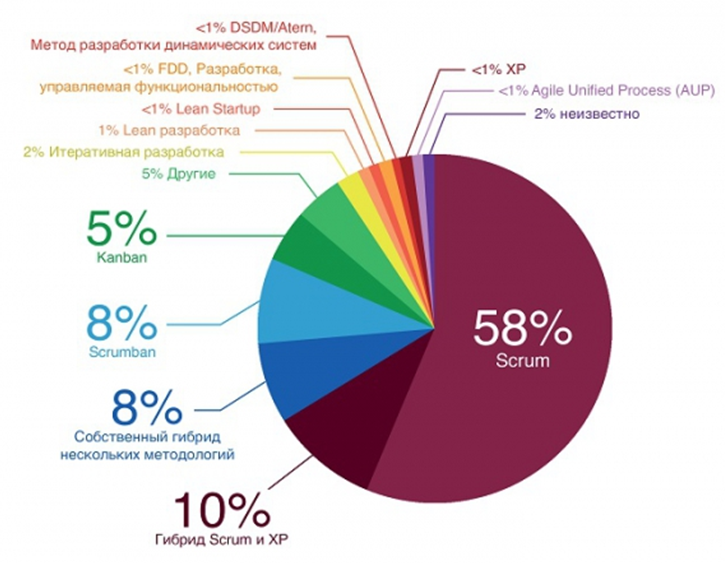 <1% DSDM/Atern,
Метод разработки динамических систем
<1% FDD, Разработка,
управляемая функциональностью
<1% Lean Startup
1% Lean разработка
2% Итеративная разработка
5% Другие
5%
Kanban
8%
Scrumban
8%
Собственный гибрид
нескольких методологий
10%
Гибрид Scrum и XP
<1% XP
<1% Agile Unified Process (AUP)
2% неизвестно
58%
Scrum